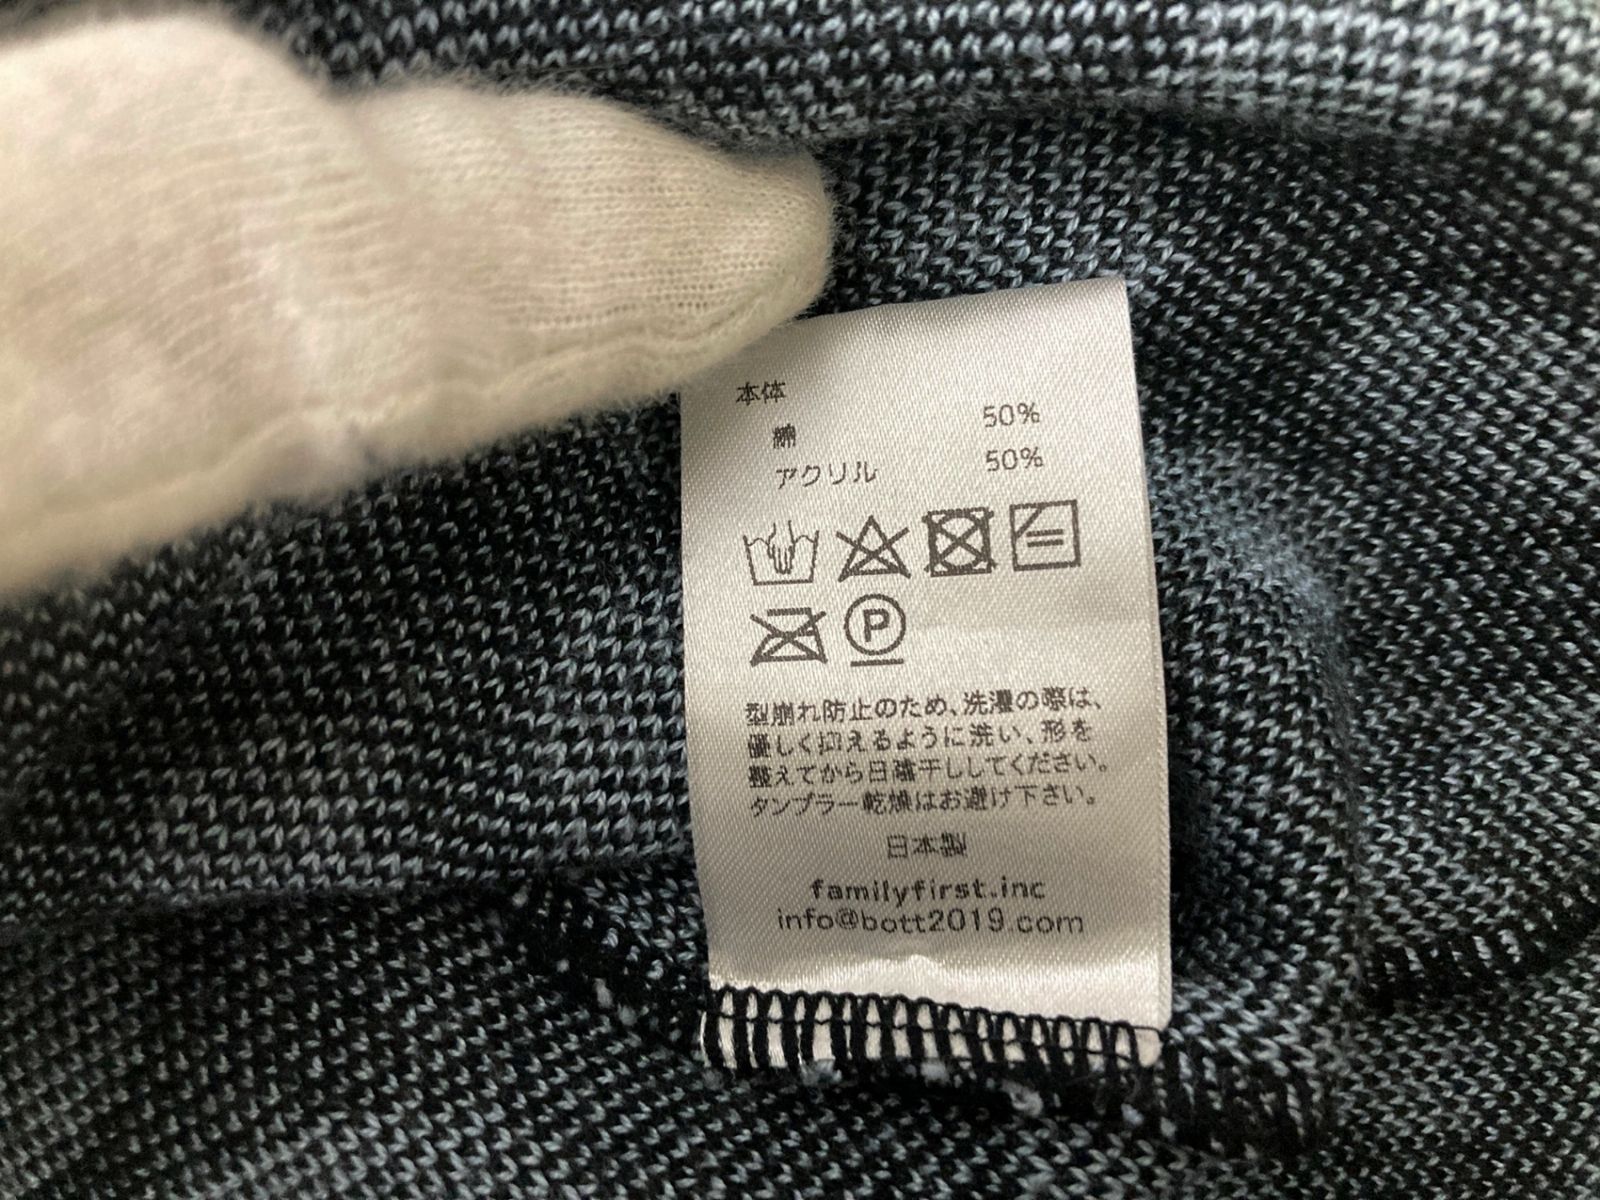 本体
綿 50%
アクリル 50%
P
型崩れ防止のため、洗濯の際は、
優しく抑えるように洗い、形を
整えてから日蔭干ししてください。
タンブラー乾燥はお避け下さい。
日本製
familyfirst.inc
info@bott2019.com